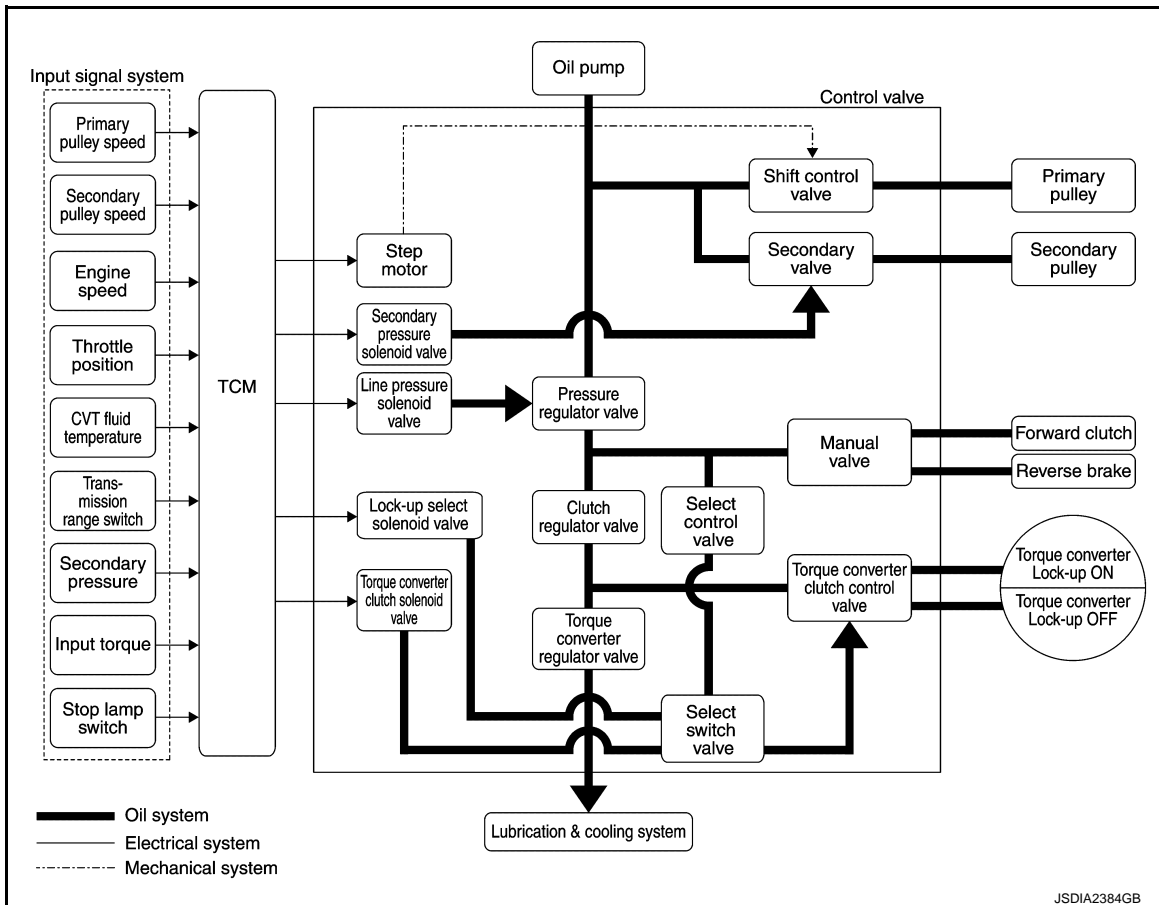 Input signal system
Primary
pulley speed
Secondary
pulley speed
Engine
speed
Throttle
position
CVT fluid
temperature
Trans-
mission
range switch
Secondary
pressure
Input torque
Stop lamp
switch
TCM
Oil pump
Control valve
Step
motor
Secondary
pressure
solenoid valve
Line pressure
solenoid
valve
Lock-up select
solenoid valve
Torque converter
clutch solenoid
valve
Shift control
valve
Secondary
valve
Primary
pulley
Secondary
pulley
Pressure
regulator valve
Manual
valve
Forward clutch
Reverse brake
Clutch
regulator valve
Select
control
valve
Torque converter
clutch control
valve
Torque converter
Lock-up ON
Torque converter
Lock-up OFF
Torque
converter
regulator valve
Select
switch
valve
Lubrication & cooling system
Oil system
Electrical system
Mechanical system
JSDIA2384GB